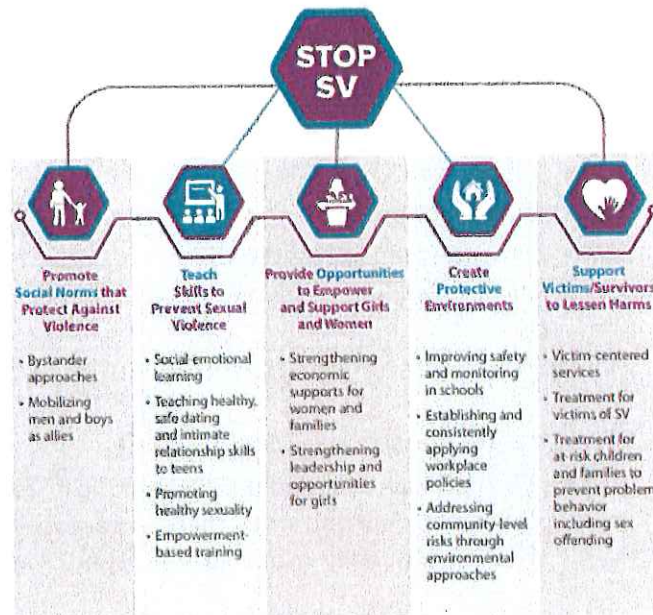 STOP
SV
Promote
Social Norms that
Protect Against
Violence
• Bystander
approaches
• Mobilizing
men and boys
as allies
Teach
Skills to
Prevent Sexual
Violence
• Social-emotional
learning
• Teaching healthy,
safe dating
and intimate
relationship skills
to teens
• Promoting
healthy sexuality
• Empowerment-
based training
Provide Opportunities
to Empower
and Support Girls
and Women
• Strengthening
economic
supports for
women and
families
• Strengthening
leadership and
opportunities
for girls
Create
Protective
Environments
• Improving safety
and monitoring
in schools
• Establishing and
consistently
applying
workplace
policies
• Addressing
community-level
risks through
environmental
approaches
Support
Victims/Survivors
to Lessen Harms
• Victim-centered
services
• Treatment for
victims of SV
• Treatment for
at-risk children
and families to
prevent problem
behavior
including sex
offending